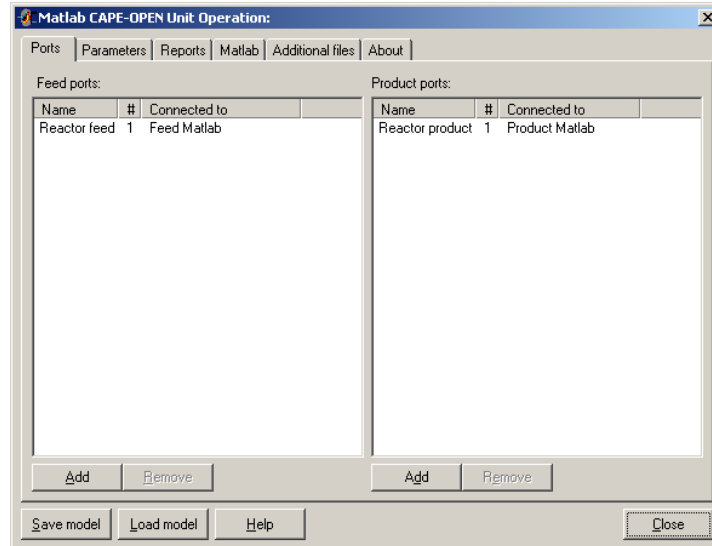 Matlab CAPE-OPEN Unit Operation:
Ports Parameters Reports Matlab Additional files About
Feed ports:
Name # Connected to
Reactor feed 1 Feed Matlab
Add Remove
Product ports:
Name # Connected to
Reactor product 1 Product Matlab
Add Remove
Save model Load model Help Close